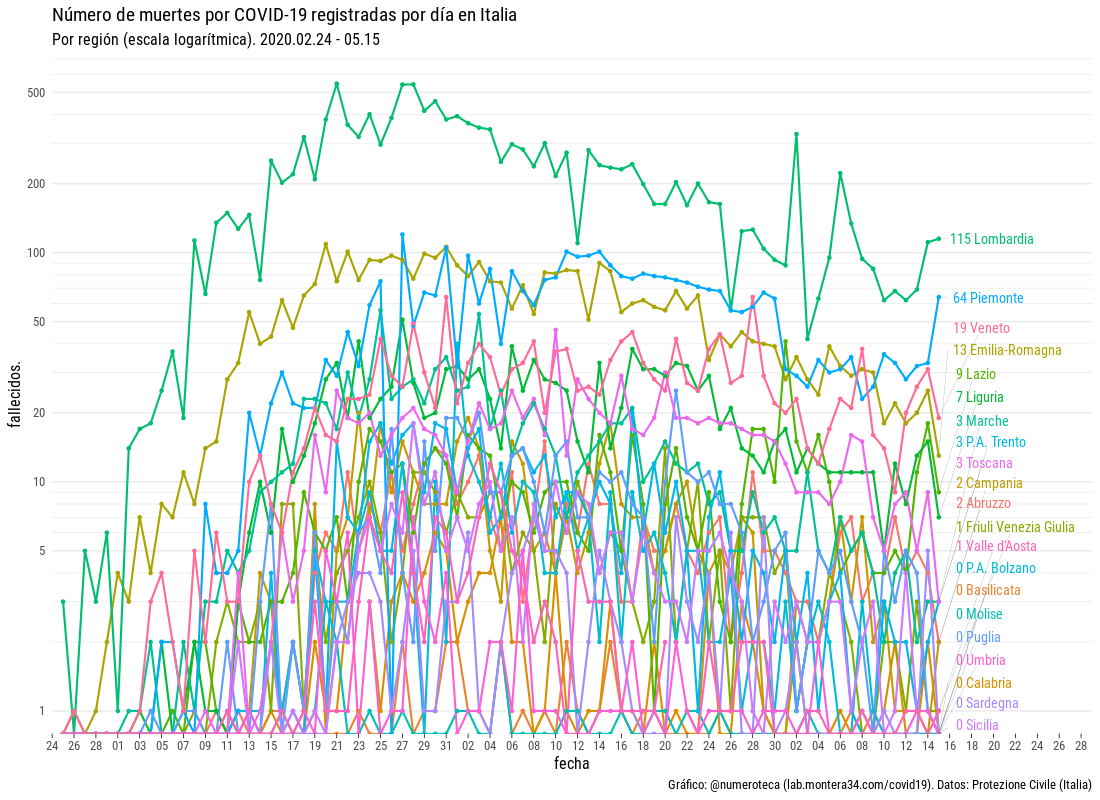 Número de muertes por COVID-19 registradas por día en Italia
Por región (escala logarítmica). 2020.02.24 - 05.15
fallecidos.
500
200
100
50
20
10
5
1
115 Lombardia
64 Piemonte
19 Veneto
13 Emilia-Romagna
9 Lazio
7 Liguria
3 Marche
3 P.A. Trento
3 Toscana
2 Campania
2 Abruzzo
1 Friuli Venezia Giulia
1 Valle d'Aosta
0 P.A. Bolzano
0 Basilicata
0 Molise
0 Puglia
0 Umbria
0 Calabria
0 Sardegna
0 Sicilia
24 26 28 01 03 05 07 09 11 13 15 17 19 21 23 25 27 29 31 02 04 06 08 10 12 14 16 18 20 22 24 26 28 30 02 04 06 08 10 12 14 16 18 20 22 24 26 28
fecha
Gráfico: @numeroteca (lab.montera34.com/covid19). Datos: Protezione Civile (Italia)